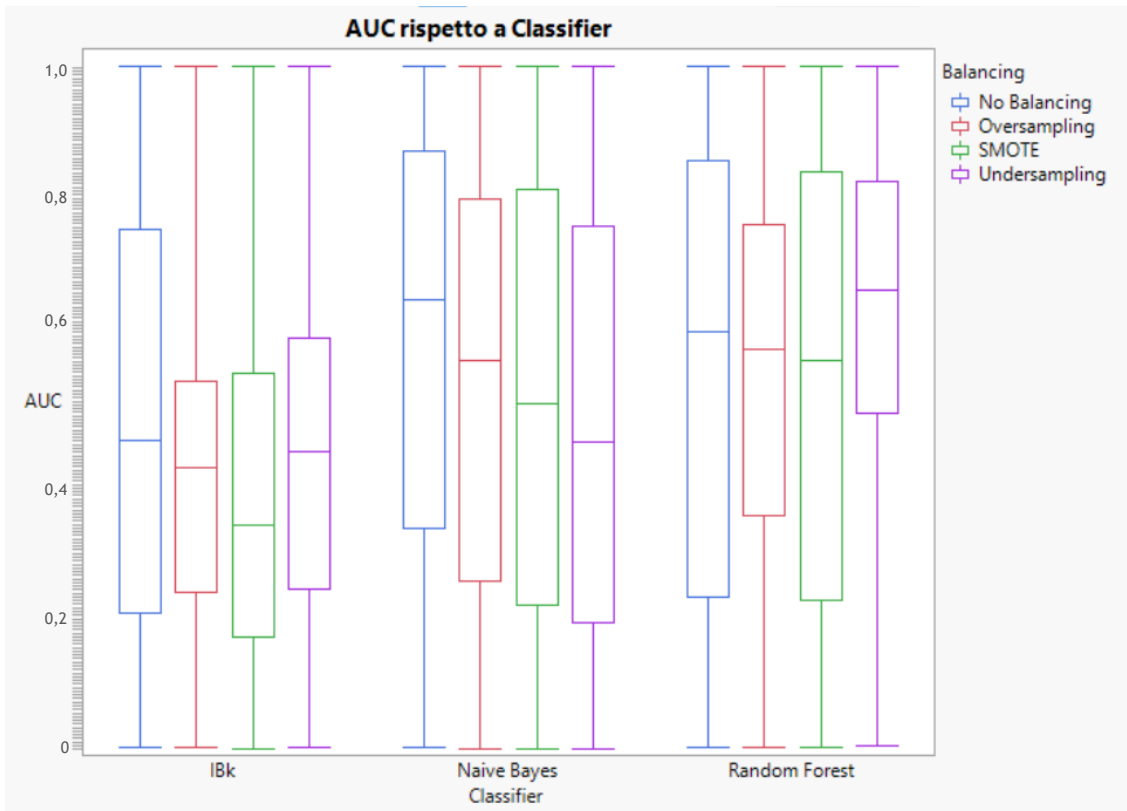 AUC rispetto a Classifier
1,0
0,8
0,6
AUC
0,4
0,2
0
IBk
Naive Bayes
Random Forest
Classifier
Balancing
No Balancing
Oversampling
SMOTE
Undersampling